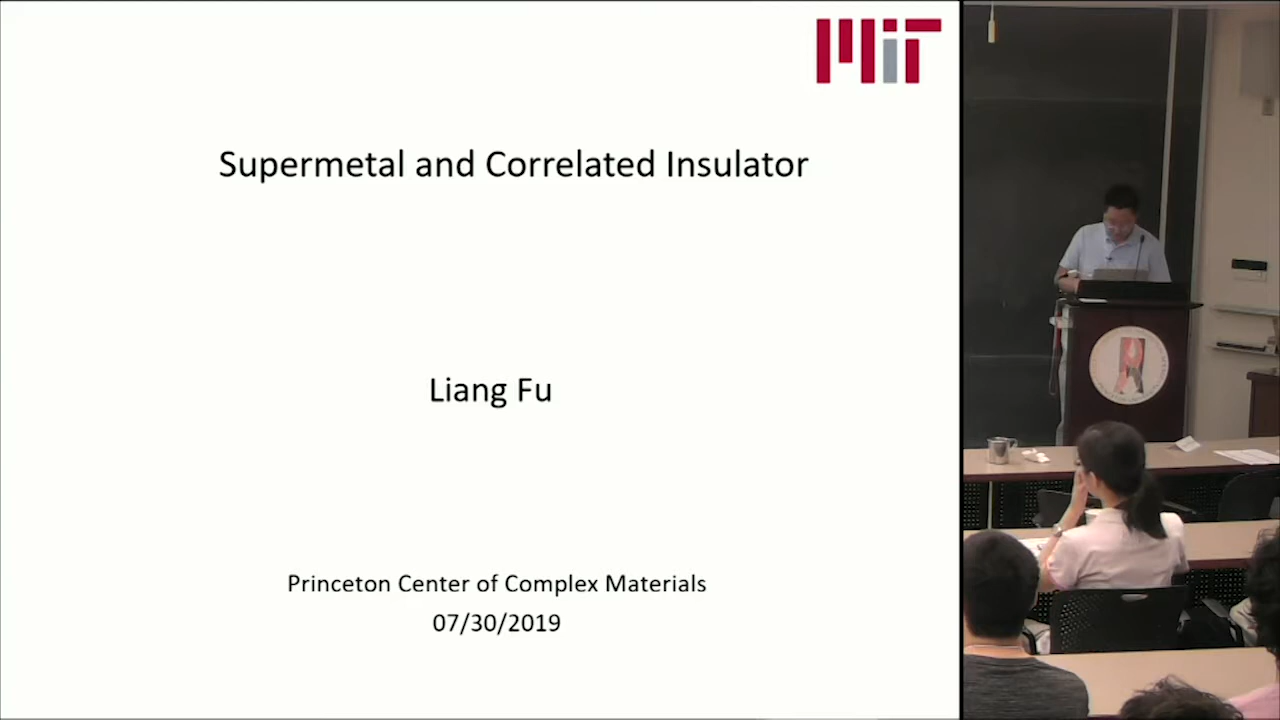 MIT
Supermetal and Correlated Insulator
Liang Fu
Princeton Center of Complex Materials
07/30/2019